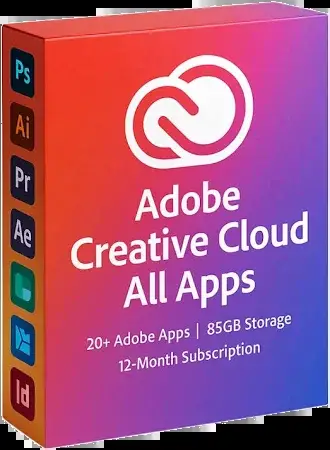 Ps
Ai
Pr
Ae
Id
Adobe
Creative Cloud
All Apps
20+ Adobe Apps | 85GB Storage
12-Month Subscription